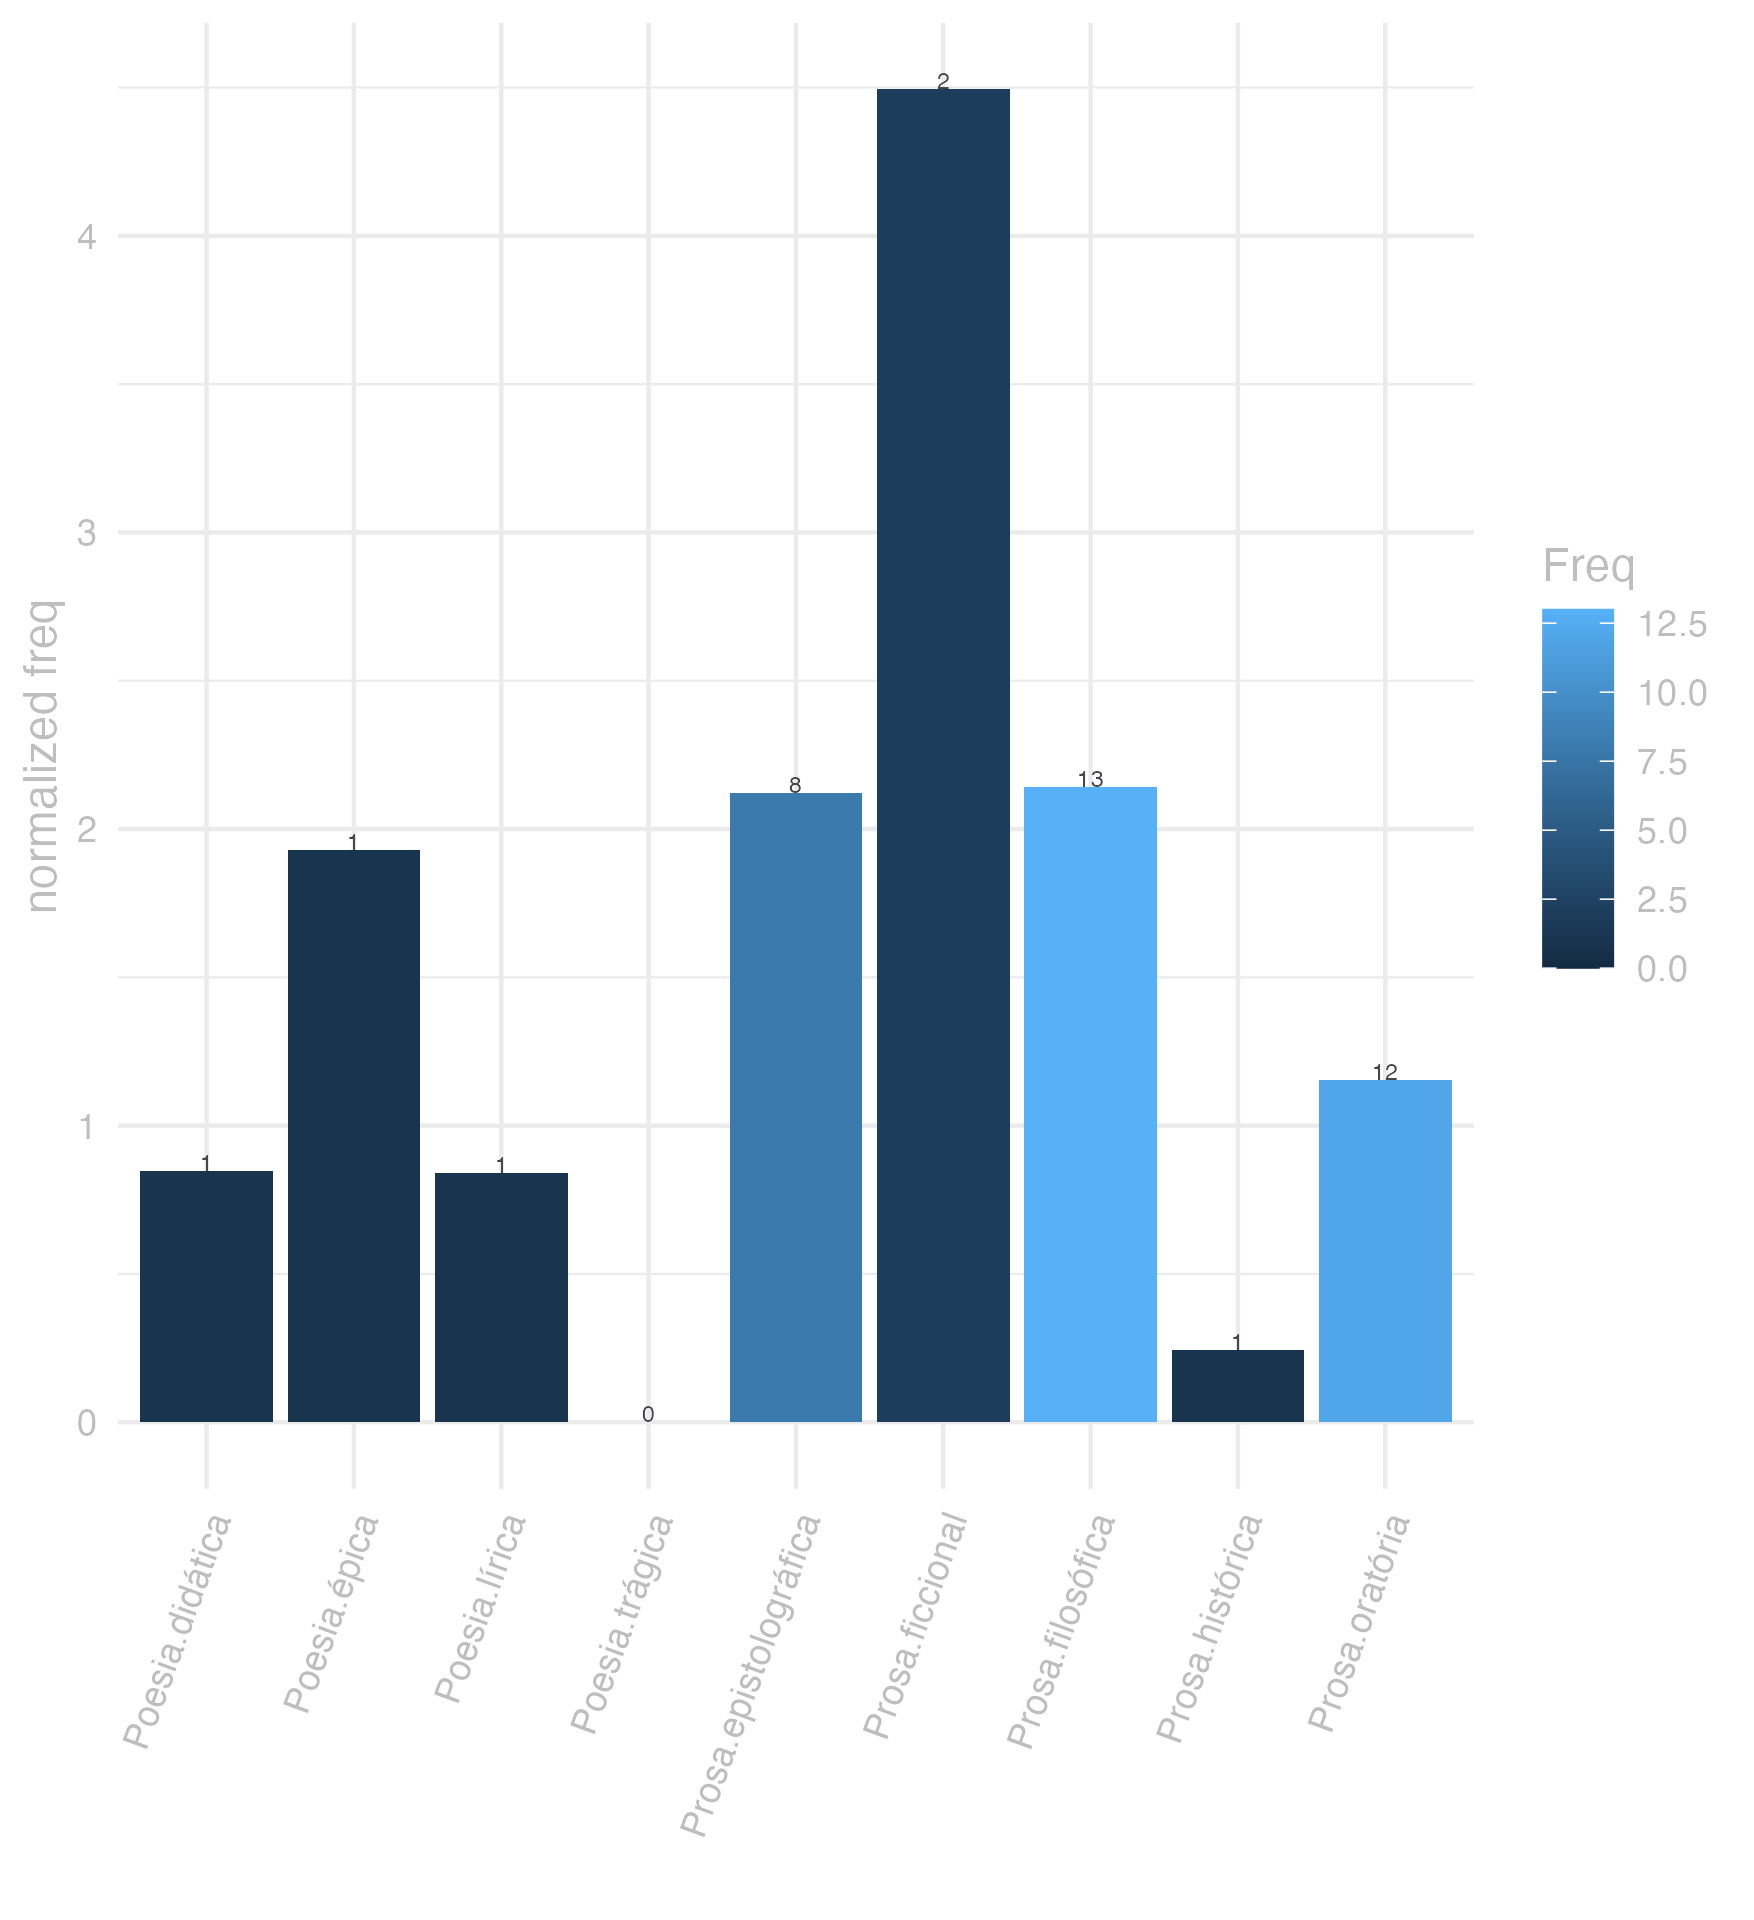 normalized freq
4
3
2
1
0
1
1
1
0
8
2
13
1
12
Poesia.didática
Poesia.épica
Poesia.lírica
Poesia.trágica
Prosa.epistolográfica
Prosa.ficcional
Prosa.filosófica
Prosa.histórica
Prosa.oratória
Freq
12.5
10.0
7.5
5.0
2.5
0.0